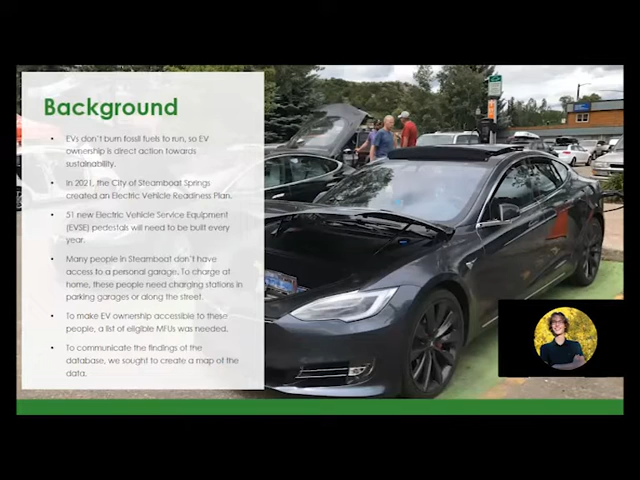 Background
• EVs don't burn fossil fuels to run, so EV
ownership is direct action towards
sustainability.
• In 2021, the City of Steamboat Springs
created an Electric Vehicle Readiness Plan.
• 51 new Electric Vehicle Service Equipment
(EVSE) pedestals will need to be built every
year.
• Many people in Steamboat don't have
access to a personal garage. To charge at
home, these people need charging stations in
parking garages or along the street.
• To make EV ownership accessible to these
people, a list of eligible MFUs was needed.
• To communicate the findings of the
database, we sought to create a map of the
data.